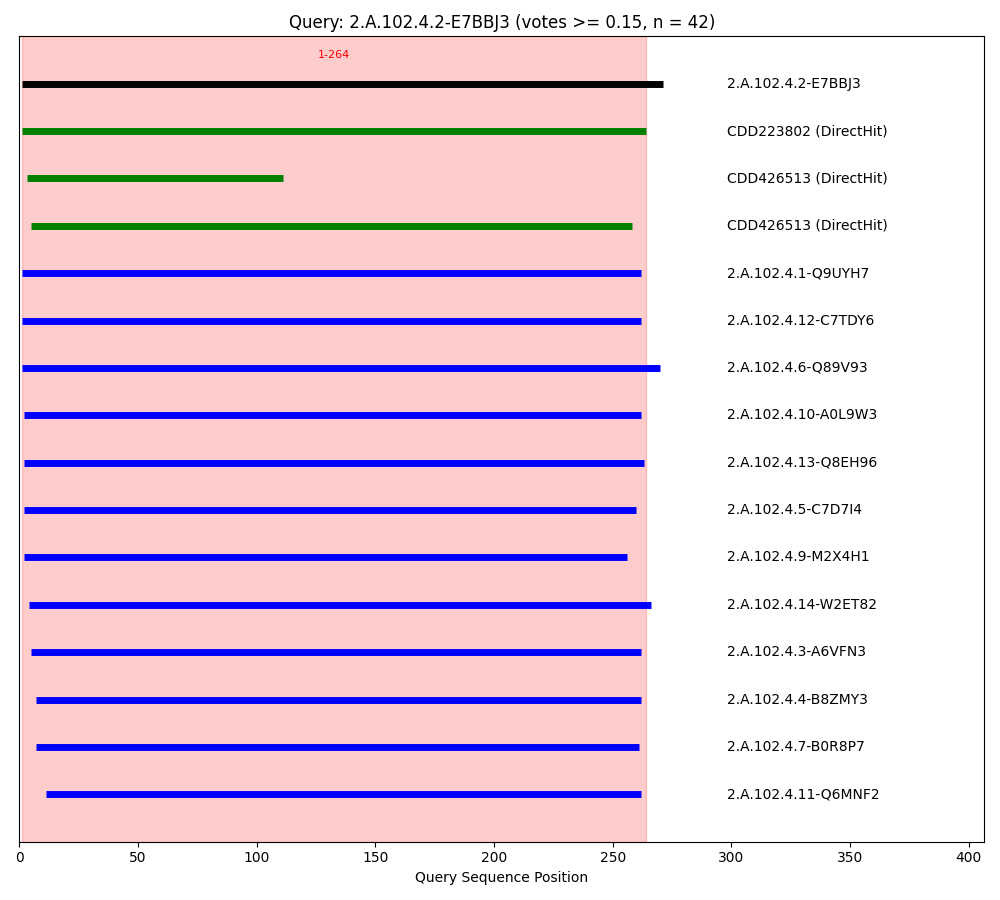 Query: 2.A.102.4.2-E7BBJ3 (votes >= 0.15, n = 42)
1-264
2.A.102.4.2-E7BBJ3
CDD223802 (DirectHit)
CDD426513 (DirectHit)
CDD426513 (DirectHit)
2.A.102.4.1-Q9UYH7
2.A.102.4.12-C7TDY6
2.A.102.4.6-Q89V93
2.A.102.4.10-A0L9W3
2.A.102.4.13-Q8EH96
2.A.102.4.5-C7D7I4
2.A.102.4.9-M2X4H1
2.A.102.4.14-W2ET82
2.A.102.4.3-A6VFN3
2.A.102.4.4-B8ZMY3
2.A.102.4.7-B0R8P7
2.A.102.4.11-Q6MNF2
0 50 100 150 200 250 300 350 400
Query Sequence Position